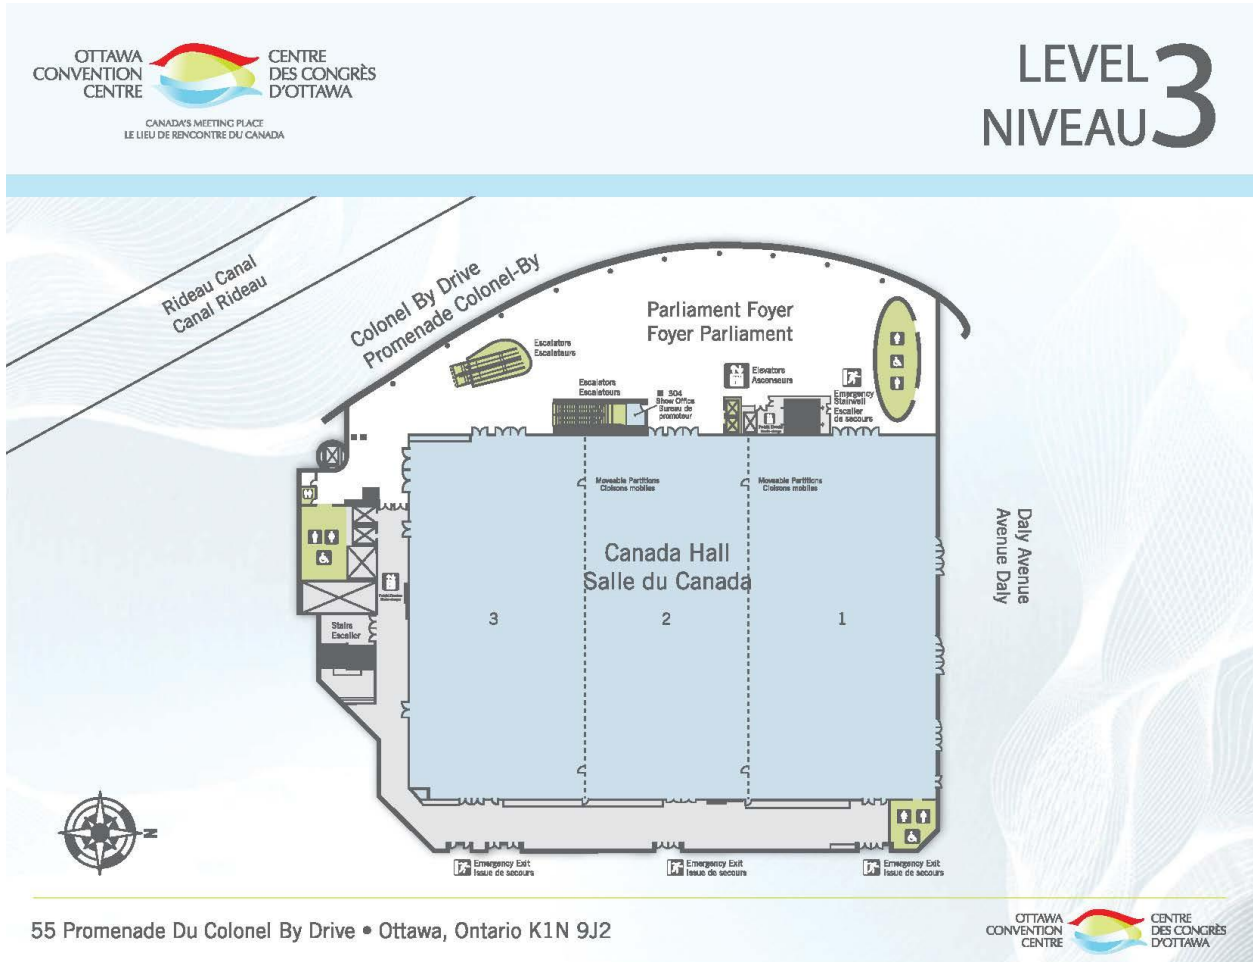 OTTAWA
CONVENTION
CENTRE
CENTRE
DES CONGRÈS
D'OTTAWA
CANADA'S MEETING PLACE
LE LIEU DE RENCONTRE DU CANADA
LEVEL
NIVEAU
3
Rideau Canal
Canal Rideau
Colonel By Drive
Promenade Colonel-By
Parliament Foyer
Foyer Parliament
Escalators
Escalateurs
Escalators
Escalateurs
304
Show Office
Bureau de
promoteur
Elevators
Ascenseurs
Emergency
Stairwell
Escalier
de secours
Moveable Partitions
Cloisons mobiles
Moveable Partitions
Cloisons mobiles
Canada Hall
Salle du Canada
3
2
1
Stairs
Escalier
Daly Avenue
Avenue Daly
N
Emergency Exit
Issue de secours
Emergency Exit
Issue de secours
Emergency Exit
Issue de secours
55 Promenade Du Colonel By Drive • Ottawa, Ontario K1N 9J2
OTTAWA
CONVENTION
CENTRE
CENTRE
DES CONGRÈS
D'OTTAWA